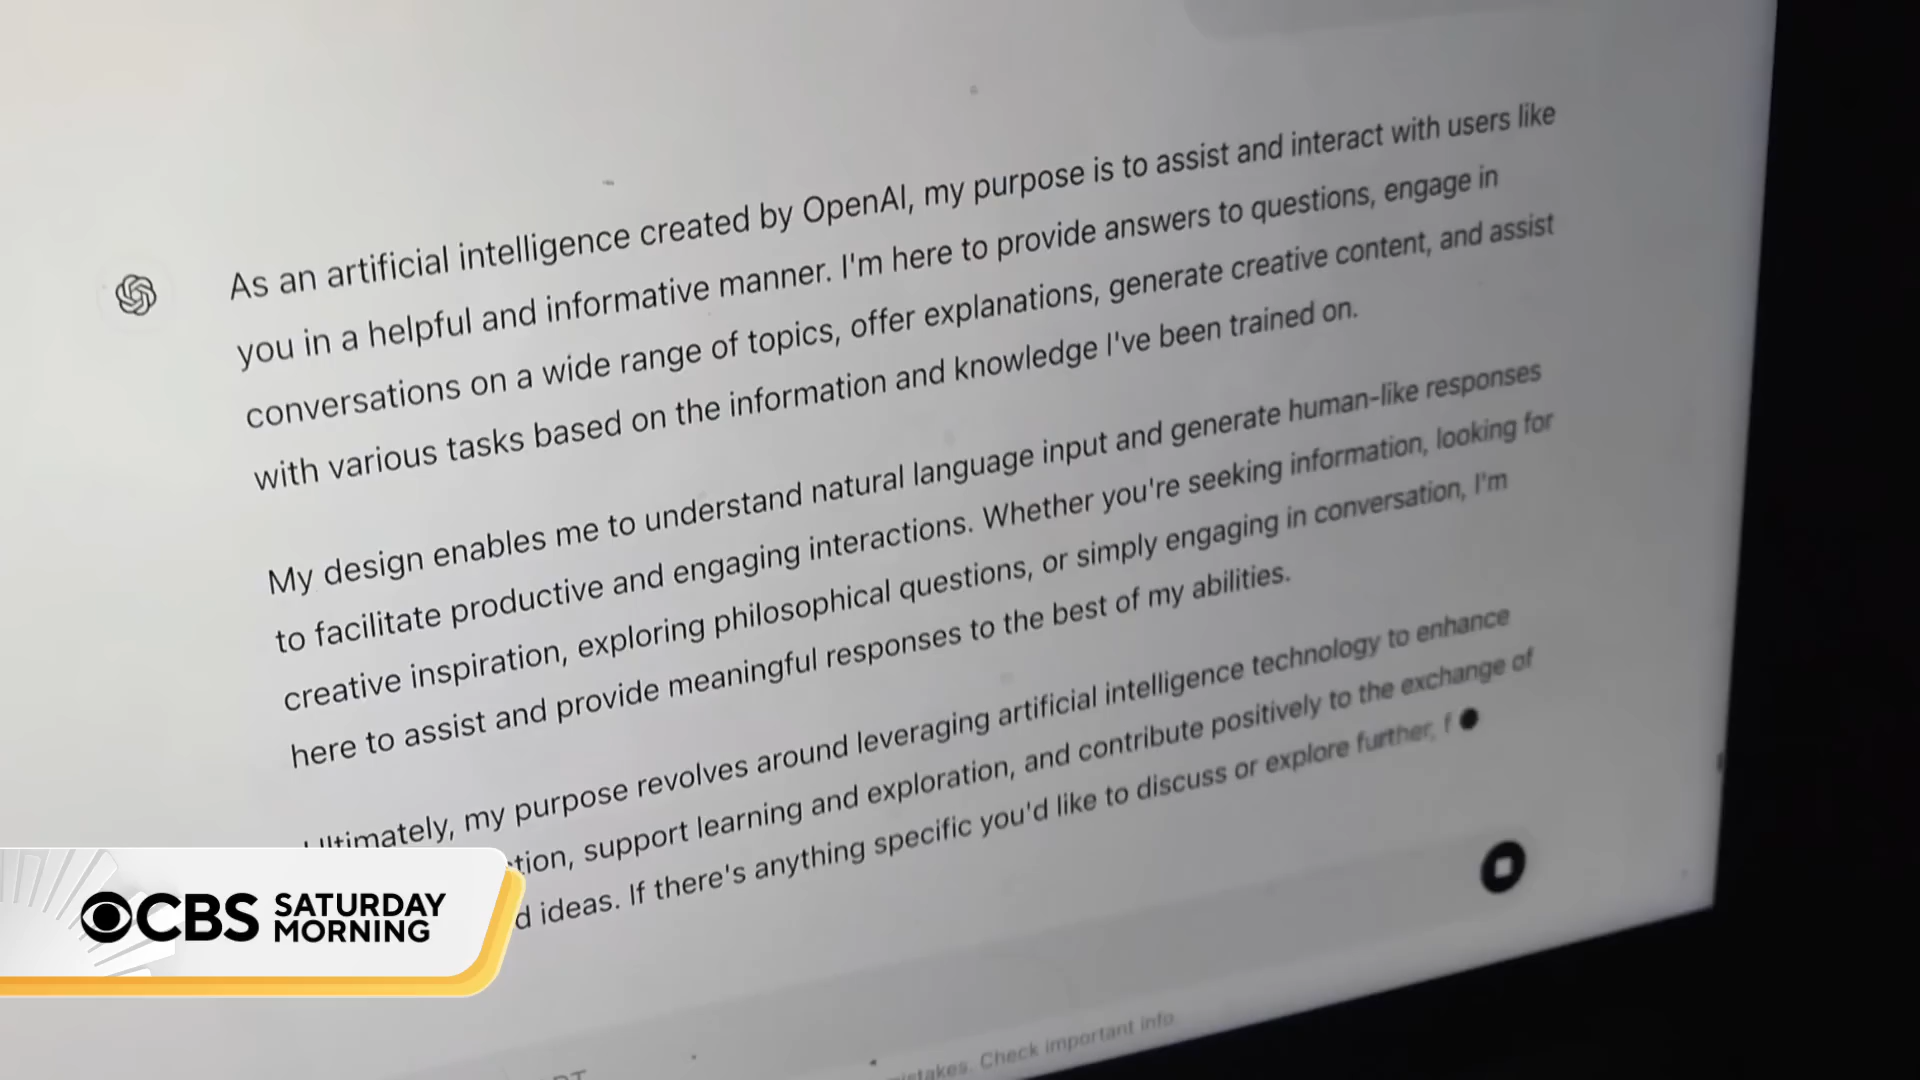 As an artificial intelligence created by OpenAI, my purpose is to assist and interact with users like
you in a helpful and informative manner. I'm here to provide answers to questions, engage in
conversations on a wide range of topics, offer explanations, generate creative content, and assist
with various tasks based on the information and knowledge I've been trained on.
My design enables me to understand natural language input and generate human-like responses
to facilitate productive and engaging interactions. Whether you're seeking information, looking for
creative inspiration, exploring philosophical questions, or simply engaging in conversation, I'm
here to assist and provide meaningful responses to the best of my abilities.
Ultimately, my purpose revolves around leveraging artificial intelligence technology to enhance
tion, support learning and exploration, and contribute positively to the exchange of
d ideas. If there's anything specific you'd like to discuss or explore further, f
CBS SATURDAY
MORNING
istakes. Check important info